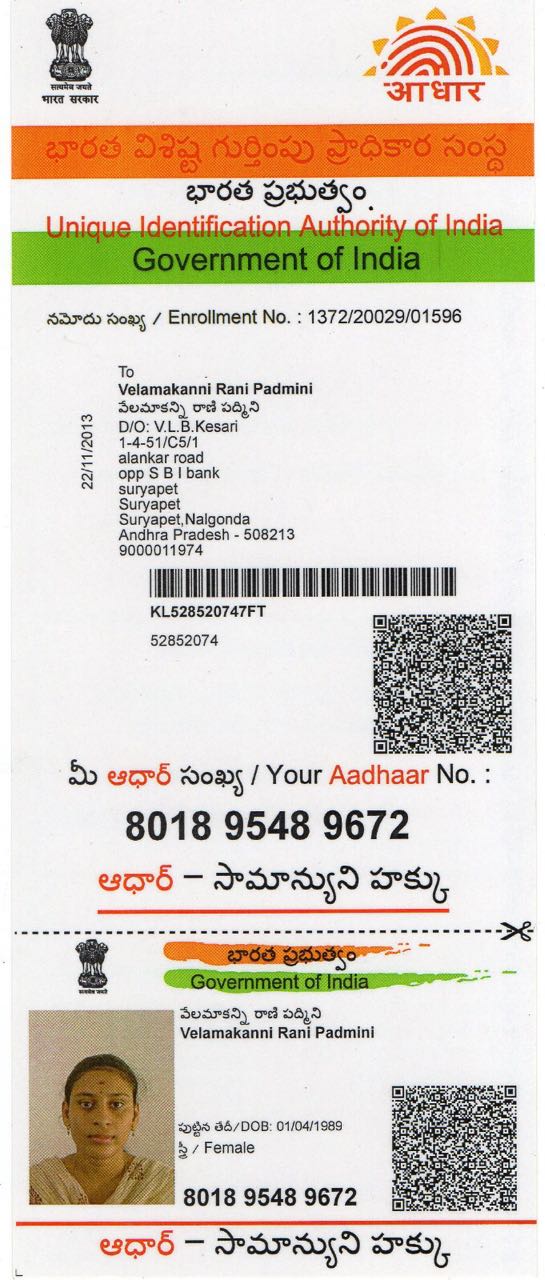 सत्यमेव जयते
भारत सरकार
आधार
భారత విశిష్ట గుర్తింపు ప్రాధికార సంస్థ
భారత ప్రభుత్వం
Unique Identification Authority of India
Government of India
నమోదు సంఖ్య / Enrollment No. : 1372/20029/01596
22/11/2013
To
Velamakanni Rani Padmini
వేలమాకన్ని రాణి పద్మిని
D/O: V.L.B.Kesari
1-4-51/C5/1
alankar road
opp S B I bank
suryapet
Suryapet
Suryapet,Nalgonda
Andhra Pradesh - 508213
9000011974
KL528520747FT
52852074
మీ ఆధార్ సంఖ్య / Your Aadhaar No. :
8018 9548 9672
ఆధార్ – సామాన్యుని హక్కు
सत्यमेव जयते
భారత ప్రభుత్వం
Government of India
వేలమాకన్ని రాణి పద్మిని
Velamakanni Rani Padmini
పుట్టిన తేదీ/DOB: 01/04/1989
స్త్రీ / Female
8018 9548 9672
ఆధార్ – సామాన్యుని హక్కు